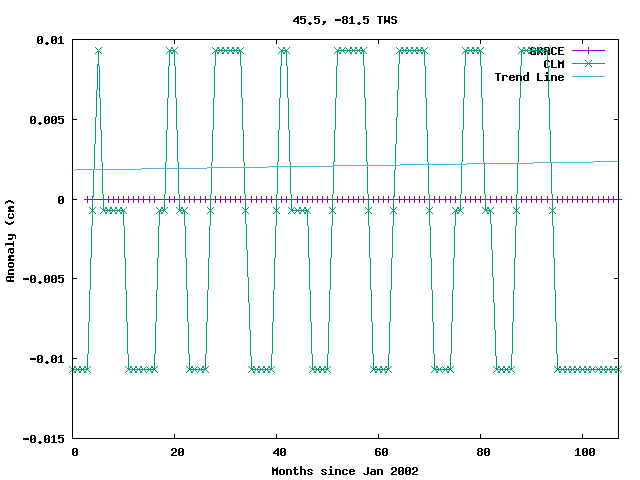 45.5, -81.5 TWS
0.01
0.005
0
-0.005
-0.01
-0.015
Anomaly (cm)
GRACE
CLM
Trend Line
0 20 40 60 80 100
Months since Jan 2002